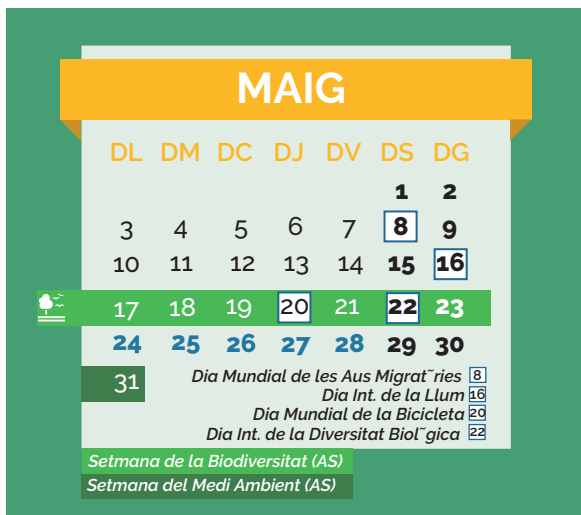 MAIG
DL DM DC DJ DV DS DG
1 2
3 4 5 6 7 8 9
10 11 12 13 14 15 16
17 18 19 20 21 22 23
24 25 26 27 28 29 30
31
Dia Mundial de les Aus Migrat˜ries 8
Dia Int. de la Llum 16
Dia Mundial de la Bicicleta 20
Dia Int. de la Diversitat Biol˜gica 22
Setmana de la Biodiversitat (AS)
Setmana del Medi Ambient (AS)